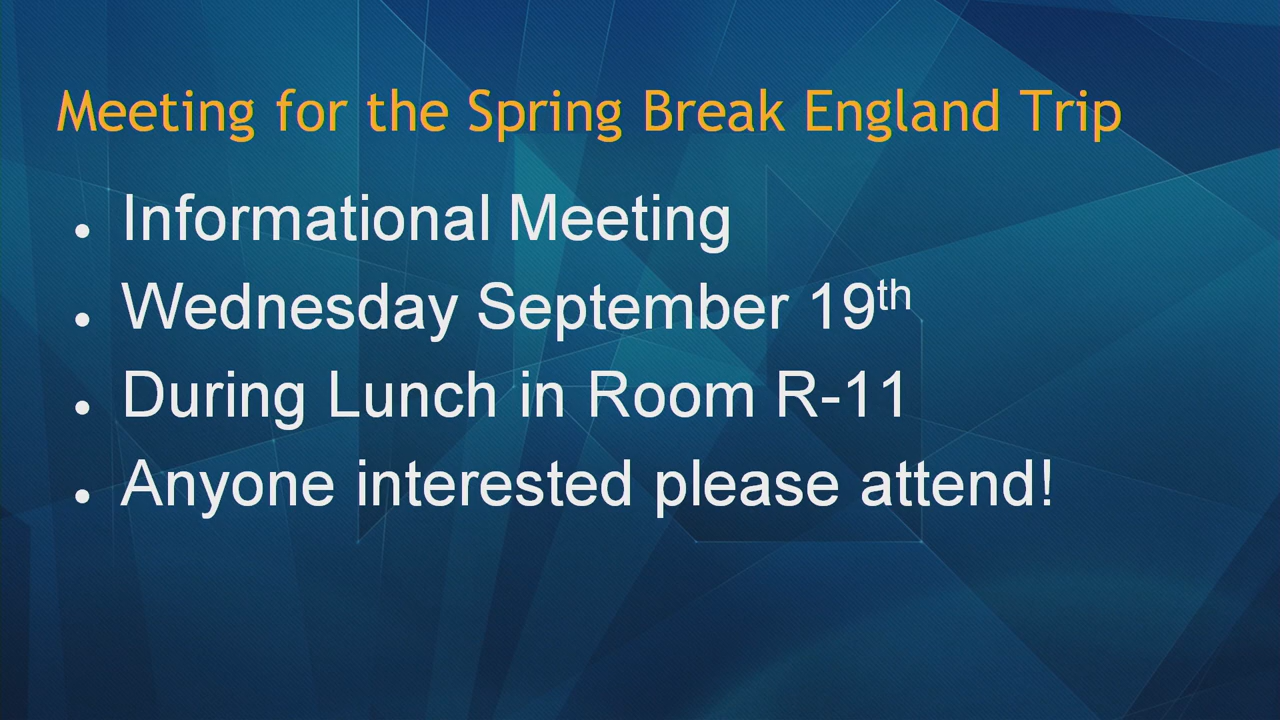 Meeting for the Spring Break England Trip
• Informational Meeting
• Wednesday September 19th
• During Lunch in Room R-11
• Anyone interested please attend!